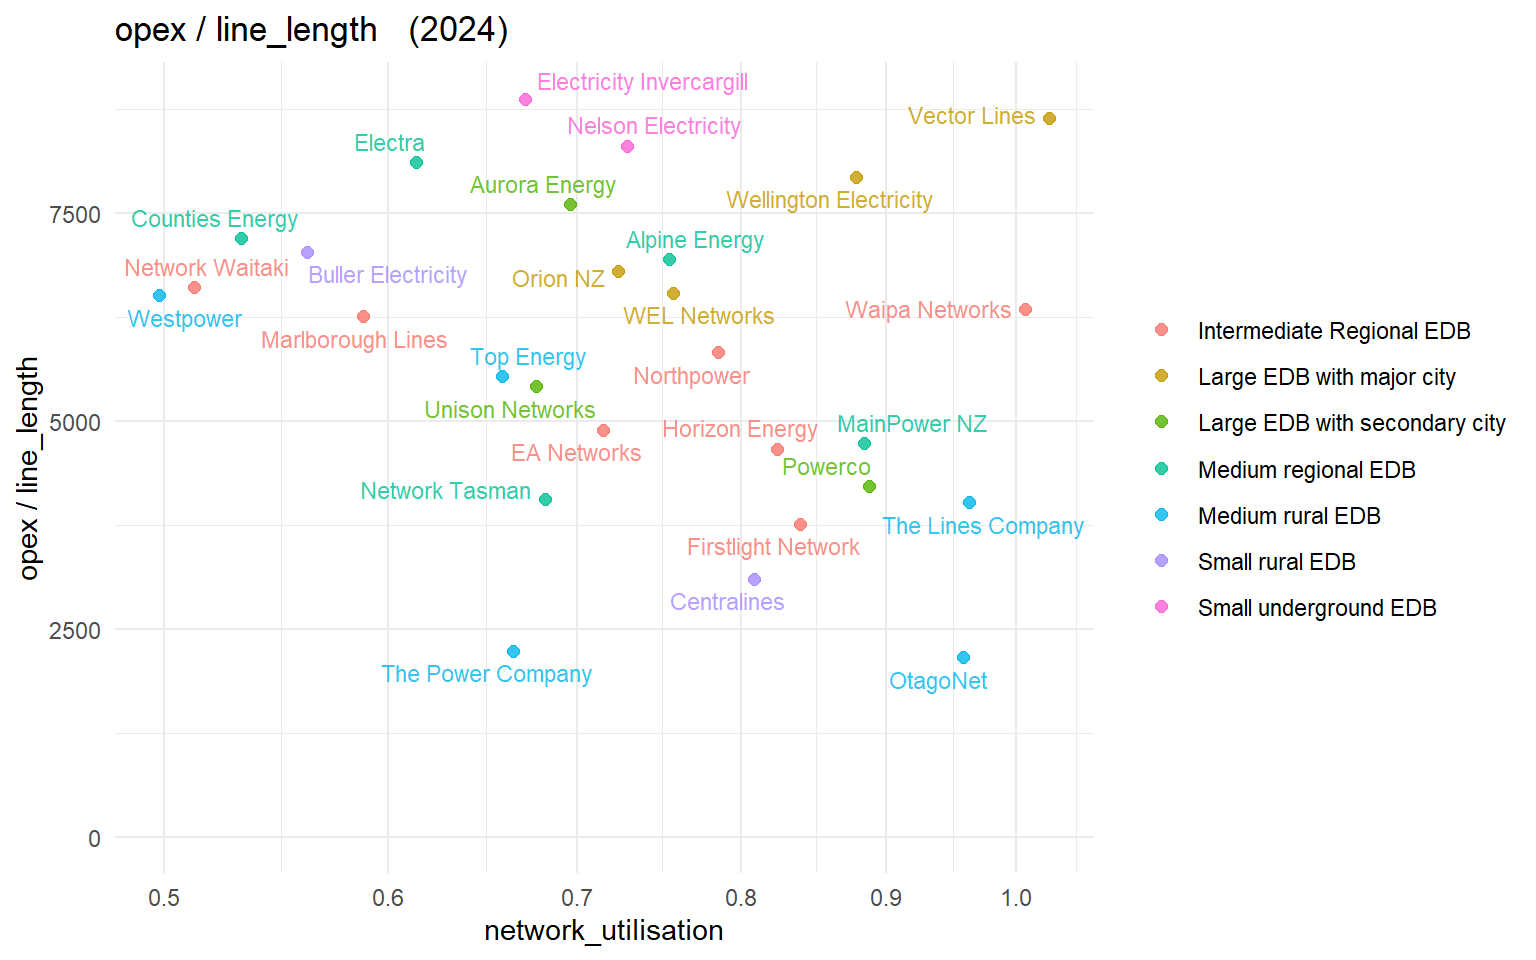 opex / line_length (2024)
Electricity Invercargill
Vector Lines
Nelson Electricity
Electra
Aurora Energy
Wellington Electricity
7500
Counties Energy
Alpine Energy
Network Waitaki
Buller Electricity
Orion NZ
Waipa Networks
Westpower
WEL Networks
Marlborough Lines
Top Energy
Northpower
Unison Networks
5000
MainPower NZ
Horizon Energy
EA Networks
Powerco
Network Tasman
The Lines Company
Firstlight Network
Centralines
2500
The Power Company
OtagoNet
0
opex / line_length
0.5 0.6 0.7 0.8 0.9 1.0
network_utilisation
Intermediate Regional EDB
Large EDB with major city
Large EDB with secondary city
Medium regional EDB
Medium rural EDB
Small rural EDB
Small underground EDB